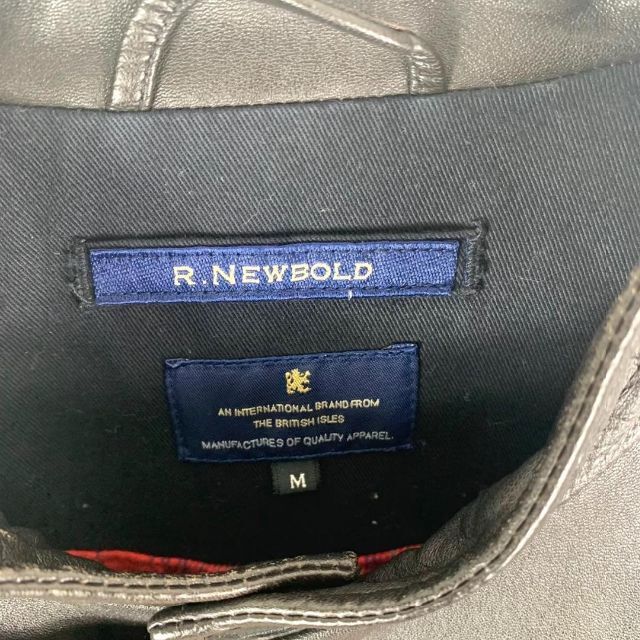 R. NEWBOLD
AN INTERNATIONAL BRAND FROM
THE BRITISH ISLES
MANUFACTURES OF QUALITY APPAREL.
M